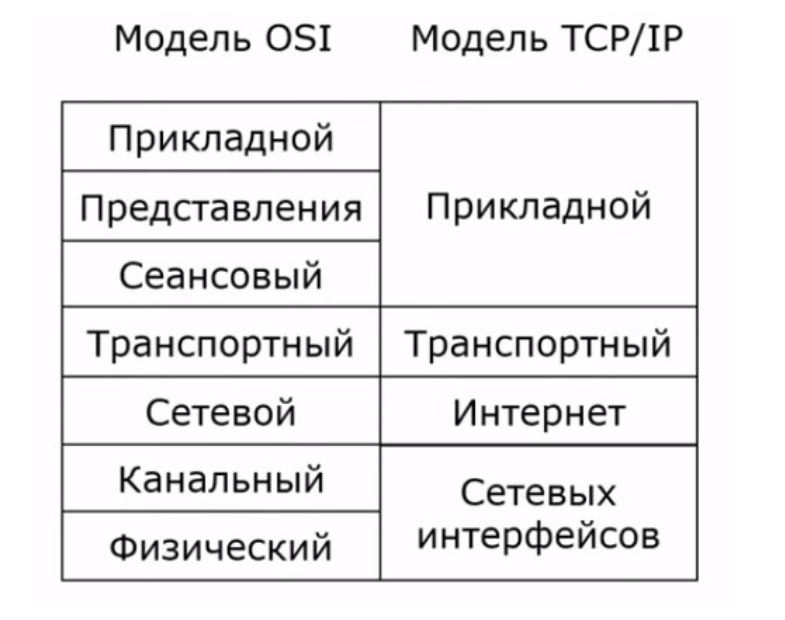 Модель OSI Модель TCP/IP
Прикладной
Представления
Прикладной
Сеансовый
Транспортный Транспортный
Сетевой Интернет
Канальный
Сетевых
интерфейсов
Физический